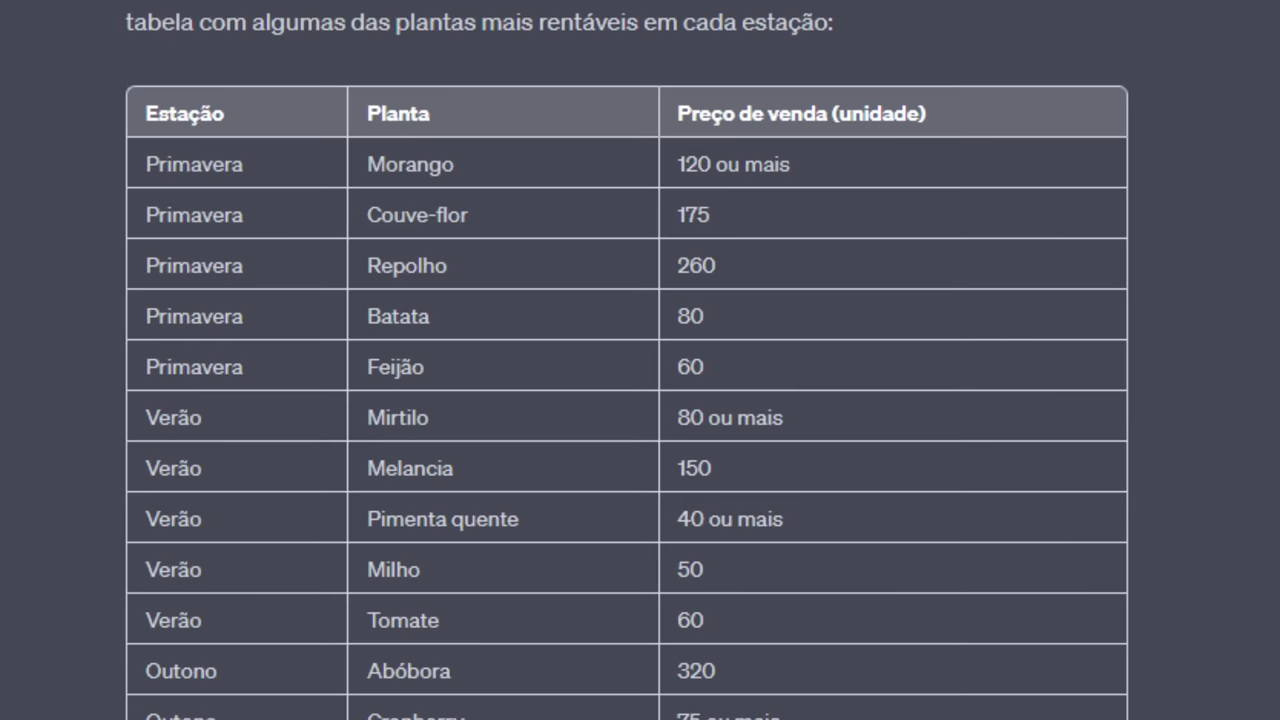 tabela com algumas das plantas mais rentáveis em cada estação:
Estação Planta Preço de venda (unidade)
Primavera Morango 120 ou mais
Primavera Couve-flor 175
Primavera Repolho 260
Primavera Batata 80
Primavera Feijão 60
Verão Mirtilo 80 ou mais
Verão Melancia 150
Verão Pimenta quente 40 ou mais
Verão Milho 50
Verão Tomate 60
Outono Abóbora 320
Outono Cranberry 75 ou mais